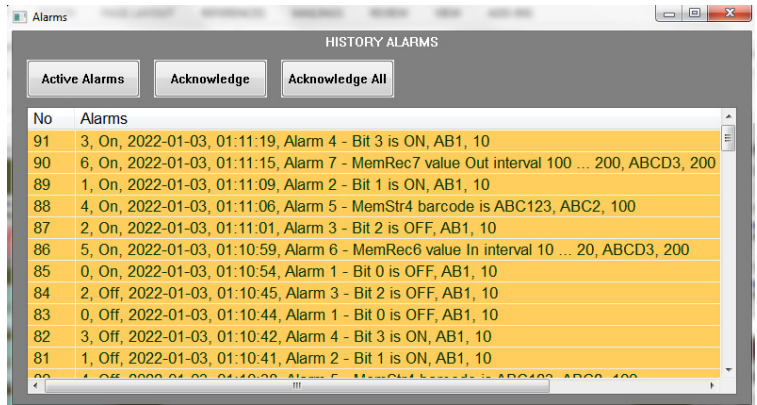 Alarms
HISTORY ALARMS
Active Alarms Acknowledge Acknowledge All
No Alarms
91 3, On, 2022-01-03, 01:11:19, Alarm 4 - Bit 3 is ON, AB1, 10
90 6, On, 2022-01-03, 01:11:15, Alarm 7 - MemRec7 value Out interval 100 ... 200, ABCD3, 200
89 1, On, 2022-01-03, 01:11:09, Alarm 2 - Bit 1 is ON, AB1, 10
88 4, On, 2022-01-03, 01:11:06, Alarm 5 - MemStr4 barcode is ABC123, ABC2, 100
87 2, On, 2022-01-03, 01:11:01, Alarm 3 - Bit 2 is OFF, AB1, 10
86 5, On, 2022-01-03, 01:10:59, Alarm 6 - MemRec6 value In interval 10 ... 20, ABCD3, 200
85 0, On, 2022-01-03, 01:10:54, Alarm 1 - Bit 0 is OFF, AB1, 10
84 2, Off, 2022-01-03, 01:10:45, Alarm 3 - Bit 2 is OFF, AB1, 10
83 0, Off, 2022-01-03, 01:10:44, Alarm 1 - Bit 0 is OFF, AB1, 10
82 3, Off, 2022-01-03, 01:10:42, Alarm 4 - Bit 3 is ON, AB1, 10
81 1, Off, 2022-01-03, 01:10:41, Alarm 2 - Bit 1 is ON, AB1, 10